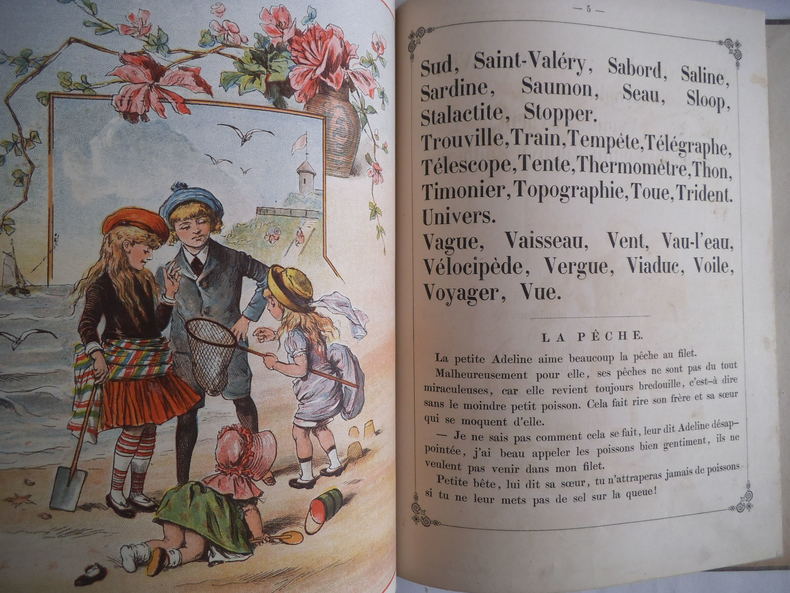 — 5 —
Sud, Saint-Valéry, Sabord, Saline,
Sardine, Saumon, Seau, Sloop,
Stalactite, Stopper.
Trouville, Train, Tempête, Télégraphe,
Télescope, Tente, Thermomètre, Thon,
Timonier, Topographie, Toue, Trident.
Univers.
Vague, Vaisseau, Vent, Vau-l'eau,
Vélocipède, Vergue, Viaduc, Voile,
Voyager, Vue.
LA PÊCHE.
La petite Adeline aime beaucoup la pêche au filet.
Malheureusement pour elle, ses pêches ne sont pas du tout
miraculeuses, car elle revient toujours bredouille, c'est-à dire
sans le moindre petit poisson. Cela fait rire son frère et sa sœur
qui se moquent d'elle.
— Je ne sais pas comment cela se fait, leur dit Adeline désap-
pointée, j'ai beau appeler les poissons bien gentiment, ils ne
veulent pas venir dans mon filet.
Petite bête, lui dit sa sœur, tu n'attraperas jamais de poissons
si tu ne leur mets pas de sel sur la queue!